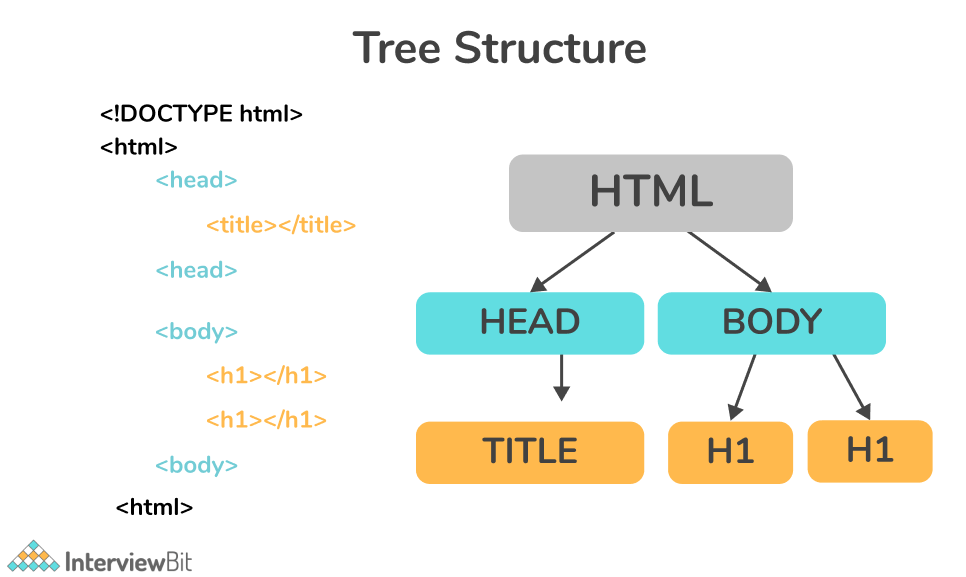 Tree Structure
<!DOCTYPE html>
<html>
<head>
<title></title>
<head>
<body>
<h1></h1>
<h1></h1>
<body>
<html>
HTML
HEAD
BODY
TITLE
H1
H1
InterviewBit